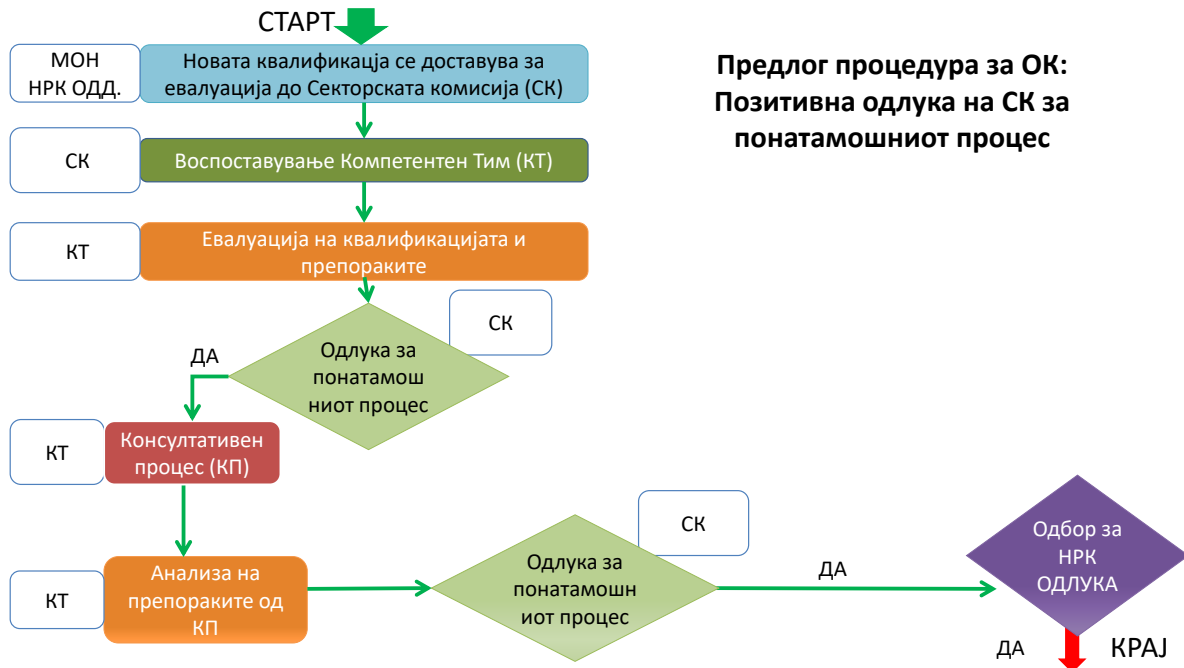 СТАРТ
МОН
НРК ОДД.
Новата квалификацја се доставува за
евалуација до Секторската комисија (СК)
Предлог процедура за ОК:
Позитивна одлука на СК за
понатамошниот процес
СК
Воспоставување Компетентен Тим (КТ)
КТ
Евалуација на квалификацијата и
препораките
СК
ДА
Одлука за
понатамош
ниот процес
КТ
Консултативен
процес (КП)
СК
Одбор за
НРК
ОДЛУКА
КТ
Анализа на
препораките од
КП
Одлука за
понатамошн
иот процес
ДА
ДА
КРАЈ